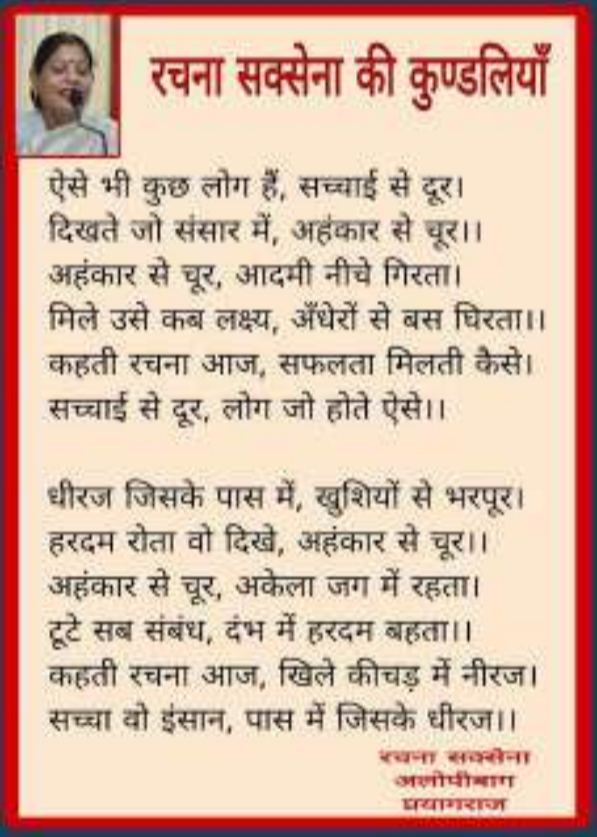 रचना सक्सेना की कुण्डलियाँ
ऐसे भी कुछ लोग हैं, सच्चाई से दूर।
दिखते जो संसार में, अहंकार से चूर।।
अहंकार से चूर, आदमी नीचे गिरता।
मिले उसे कब लक्ष्य, अँधेरों से बस घिरता।।
कहती रचना आज, सफलता मिलती कैसे।
सच्चाई से दूर, लोग जो होते ऐसे।।
धीरज जिसके पास में, खुशियों से भरपूर।
हरदम रोता वो दिखे, अहंकार से चूर।।
अहंकार से चूर, अकेला जग में रहता।
टूटे सब संबंध, दंभ में हरदम बहता।।
कहती रचना आज, खिले कीचड़ में नीरज।
सच्चा वो इंसान, पास में जिसके धीरज।।
रचना सक्सेना
अलोपीबाग
प्रयागराज